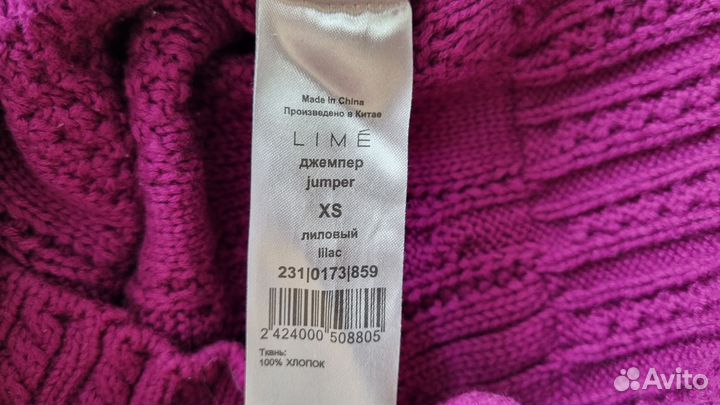 Made in China
Произведено в Китае
LIMÉ
джемпер
jumper
XS
лиловый
lilac
231|0173|859
2 424000 508805
Ткань:
100% ХЛОПОК
Avito